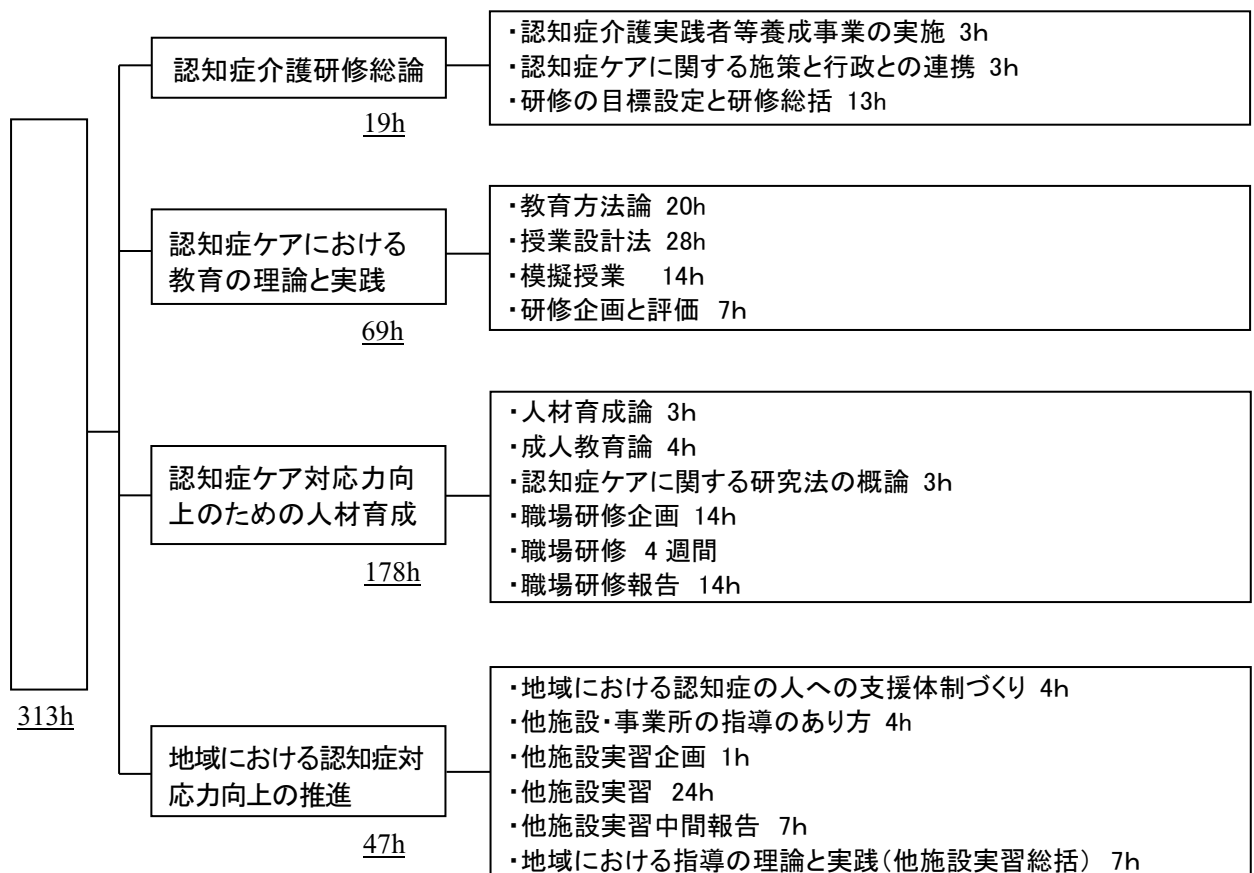 313h
認知症介護研修総論
19h
・認知症介護実践者等養成事業の実施 3h
・認知症ケアに関する施策と行政との連携 3h
・研修の目標設定と研修総括 13h
認知症ケアにおける
教育の理論と実践
69h
・教育方法論 20h
・授業設計法 28h
・模擬授業 14h
・研修企画と評価 7h
認知症ケア対応力向
上のための人材育成
178h
・人材育成論 3h
・成人教育論 4h
・認知症ケアに関する研究法の概論 3h
・職場研修企画 14h
・職場研修 4週間
・職場研修報告 14h
地域における認知症対
応力向上の推進
47h
・地域における認知症の人への支援体制づくり 4h
・他施設・事業所の指導のあり方 4h
・他施設実習企画 1h
・他施設実習 24h
・他施設実習中間報告 7h
・地域における指導の理論と実践（他施設実習総括） 7h